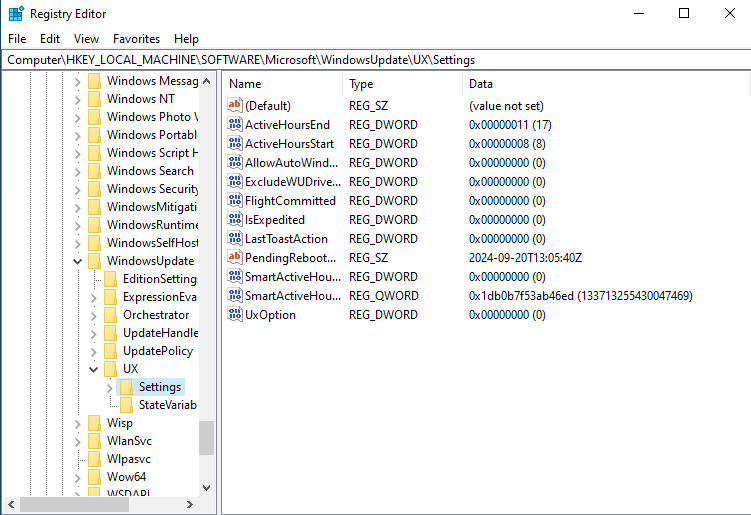 Registry Editor
File Edit View Favorites Help
Computer\HKEY_LOCAL_MACHINE\SOFTWARE\Microsoft\WindowsUpdate\UX\Settings
Windows Messag
Windows NT
Windows Photo V
Windows Portable
Windows Script H
Windows Search
Windows Security
WindowsMitigatio
WindowsRuntime
WindowsSelfHost
WindowsUpdate
EditionSettings
ExpressionEva
Orchestrator
UpdateHandle
UpdatePolicy
UX
Settings
StateVariab
Wisp
WlanSvc
Wlpasvc
Wow64
WSDAPI
Name Type Data
(Default) REG_SZ (value not set)
ActiveHoursEnd REG_DWORD 0x00000011 (17)
ActiveHoursStart REG_DWORD 0x00000008 (8)
AllowAutoWind... REG_DWORD 0x00000000 (0)
ExcludeWUDrive... REG_DWORD 0x00000000 (0)
FlightCommitted REG_DWORD 0x00000000 (0)
IsExpedited REG_DWORD 0x00000000 (0)
LastToastAction REG_DWORD 0x00000000 (0)
PendingReboot... REG_SZ 2024-09-20T13:05:40Z
SmartActiveHou... REG_DWORD 0x00000000 (0)
SmartActiveHou... REG_QWORD 0x1db0b7f53ab46ed (133713255430047469)
UxOption REG_DWORD 0x00000000 (0)